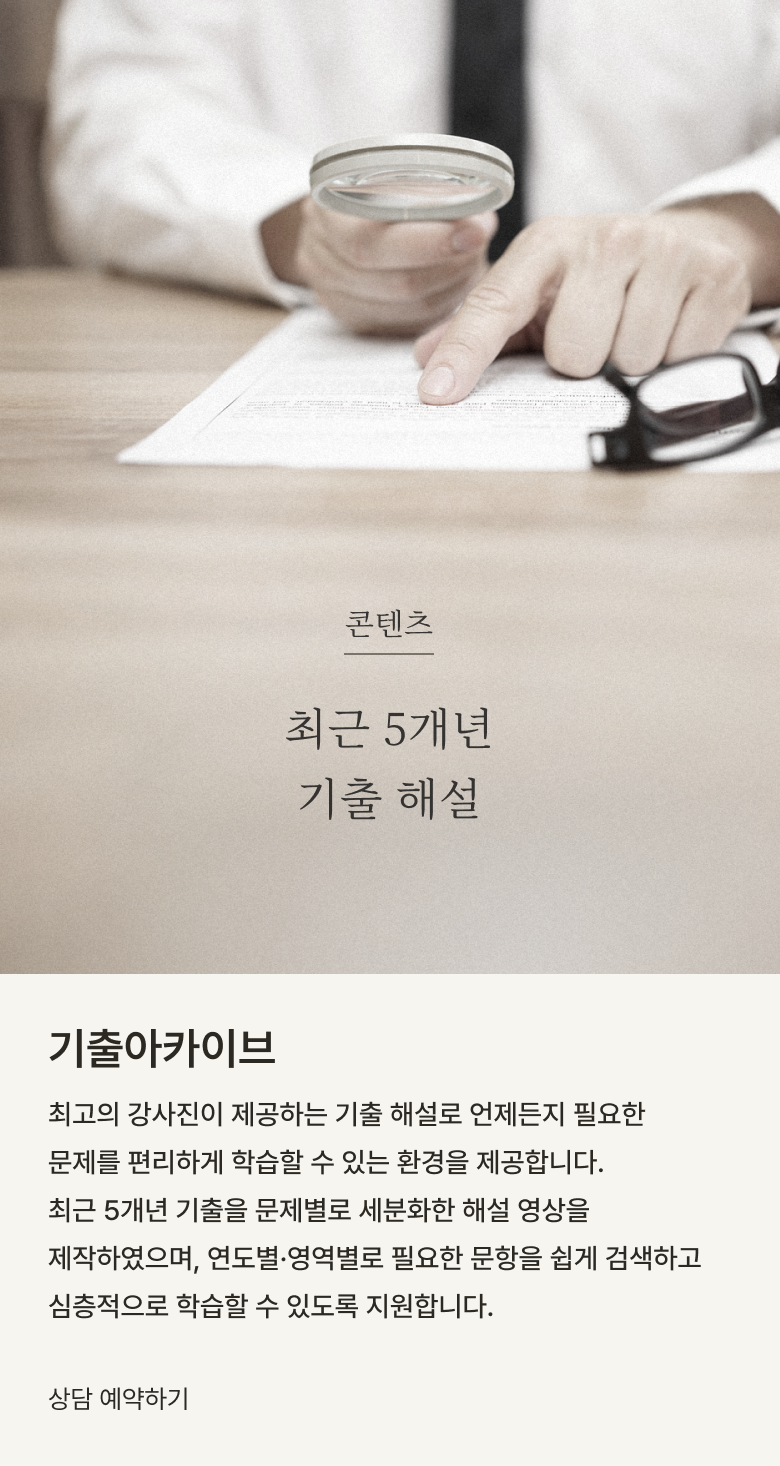 콘텐츠
최근 5개년
기출 해설
기출아카이브
최고의 강사진이 제공하는 기출 해설로 언제든지 필요한
문제를 편리하게 학습할 수 있는 환경을 제공합니다.
최근 5개년 기출을 문제별로 세분화한 해설 영상을
제작하였으며, 연도별·영역별로 필요한 문항을 쉽게 검색하고
심층적으로 학습할 수 있도록 지원합니다.
상담 예약하기